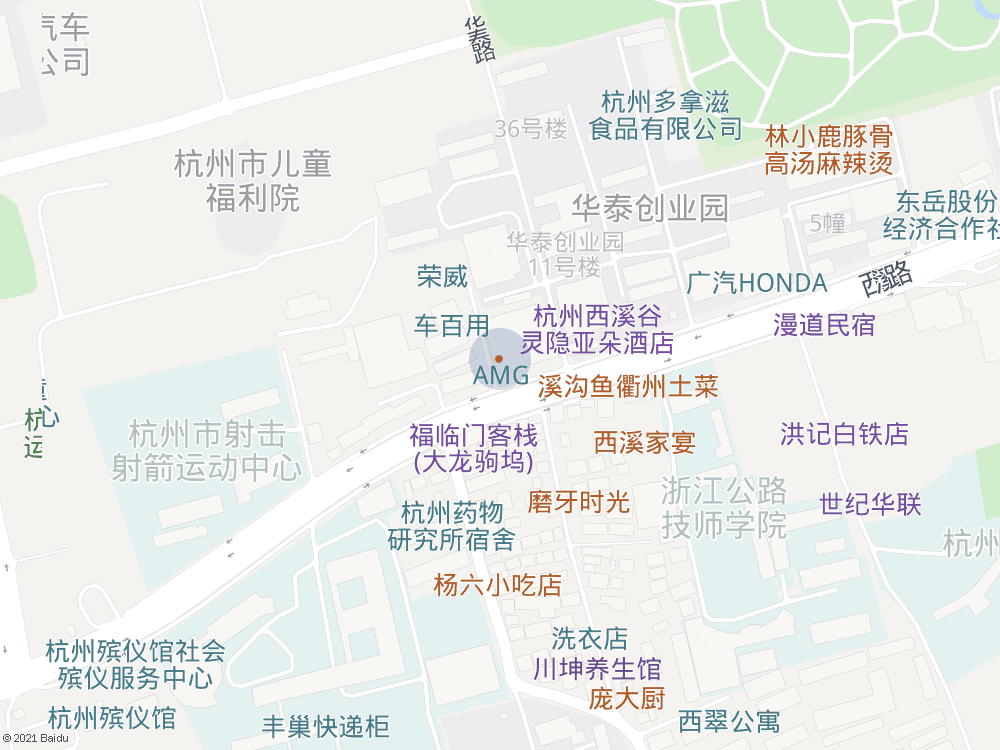 汽车
公司
华泰路
杭州多拿滋
食品有限公司
36号楼
林小鹿豚骨
高汤麻辣烫
杭州市儿童
福利院
华泰创业园
东岳股份
经济合作社
5幢
华泰创业园
11号楼
荣威
西溪路
广汽HONDA
车百用
杭州西溪谷
灵隐亚朵酒店
漫道民宿
AMG
溪沟鱼衢州土菜
童心
杭
运
杭州市射击
射箭运动中心
福临门客栈
(大龙驹坞)
西溪家宴
洪记白铁店
磨牙时光
浙江公路
技师学院
世纪华联
杭州药物
研究所宿舍
杭州
杨六小吃店
洗衣店
杭州殡仪馆社会
殡仪服务中心
川坤养生馆
庞大厨
杭州殡仪馆
丰巢快递柜
西翠公寓
© 2021 Baidu